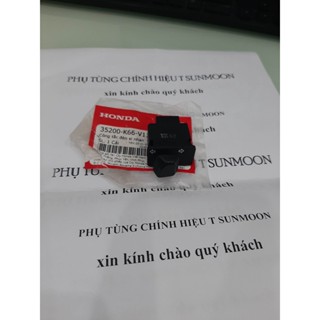 PHỤ TÙNG CHÍNH HIỆU T SUNMOON
xin kính chào quý khách
HONDA
35200-K66-V
T SUNMOON
PHỤ TÙNG CHÍNH HIỆU T SUNMOON
xin kính chào quý khách
PHỤ TÙNG CHÍNH HIỆU T SUNMOON
xin kính chào quý khách